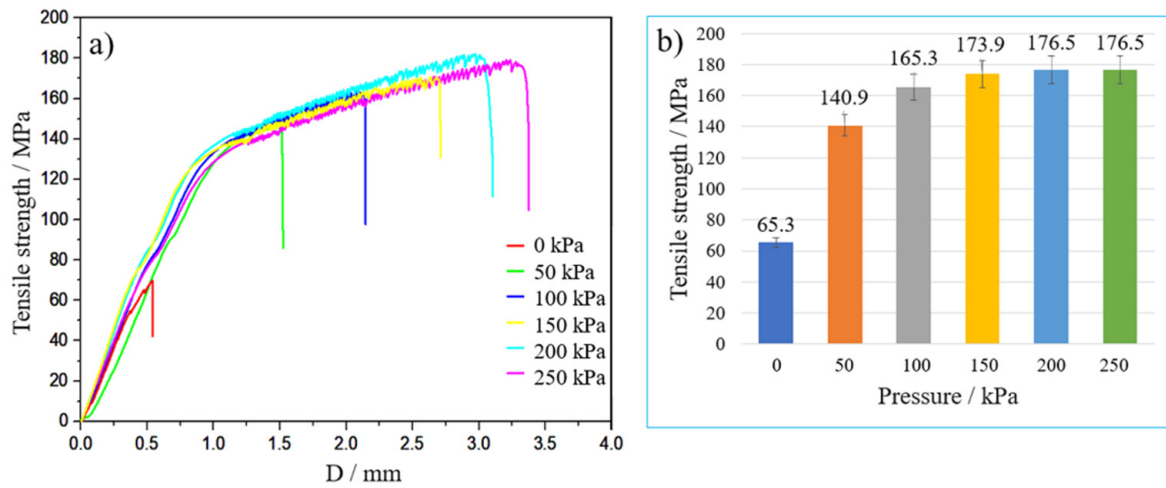 a)
Tensile strength / MPa
200
180
160
140
120
100
80
60
40
20
0
0 kPa
50 kPa
100 kPa
150 kPa
200 kPa
250 kPa
0.0 0.5 1.0 1.5 2.0 2.5 3.0 3.5 4.0
D / mm
b)
Tensile strength / MPa
200
180
160
140
120
100
80
60
40
20
0
65.3 140.9 165.3 173.9 176.5 176.5
0 50 100 150 200 250
Pressure / kPa